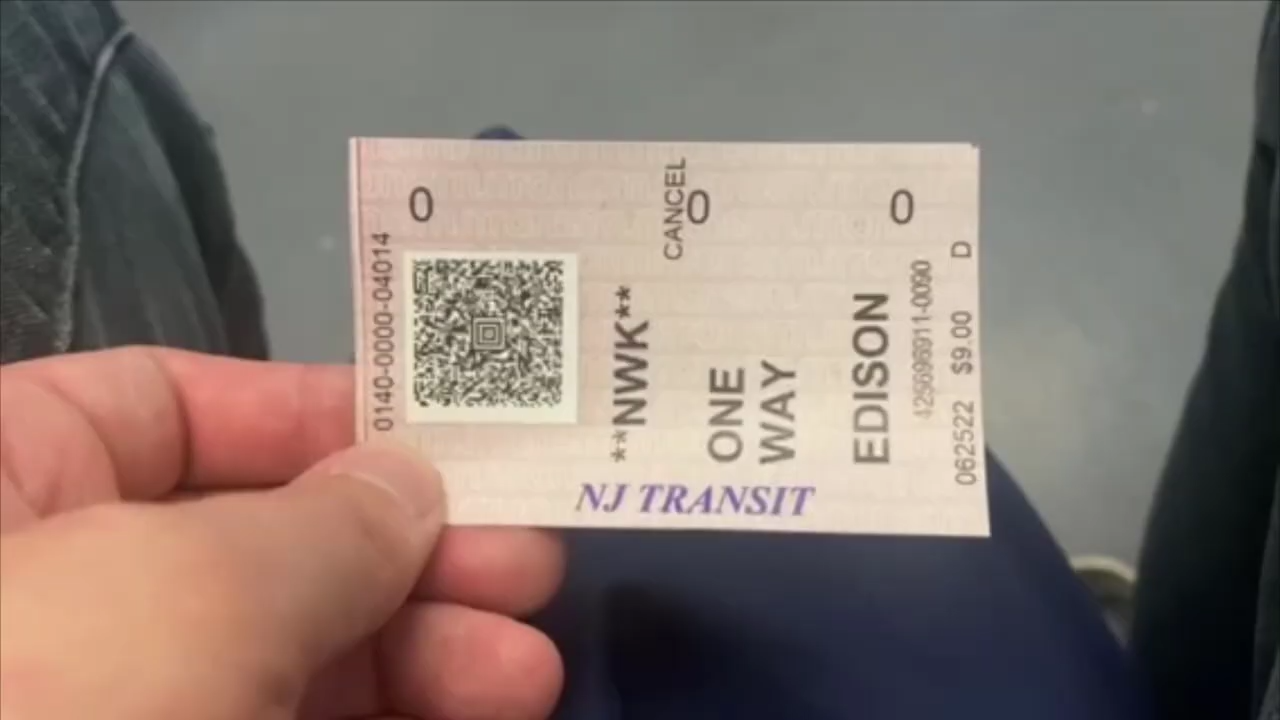 0140-0000-04014
0
**NWK**
CANCEL
0
ONE
WAY
0
EDISON
425696911-0090
062522 $9.00 D
NJ TRANSIT